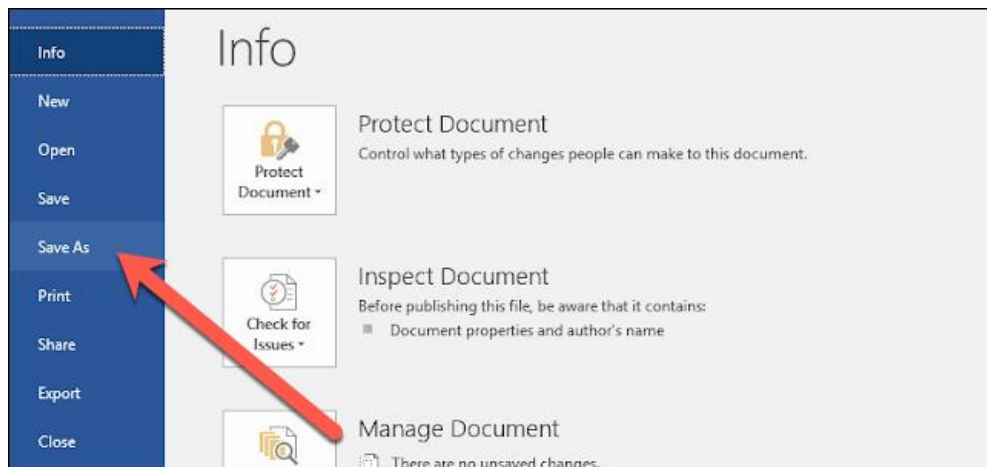 Info
New
Open
Save
Save As
Print
Share
Export
Close
Info
Protect
Document
Protect Document
Control what types of changes people can make to this document.
Check for
Issues
Inspect Document
Before publishing this file, be aware that it contains:
Document properties and author's name
Manage Document
There are no unsaved changes.